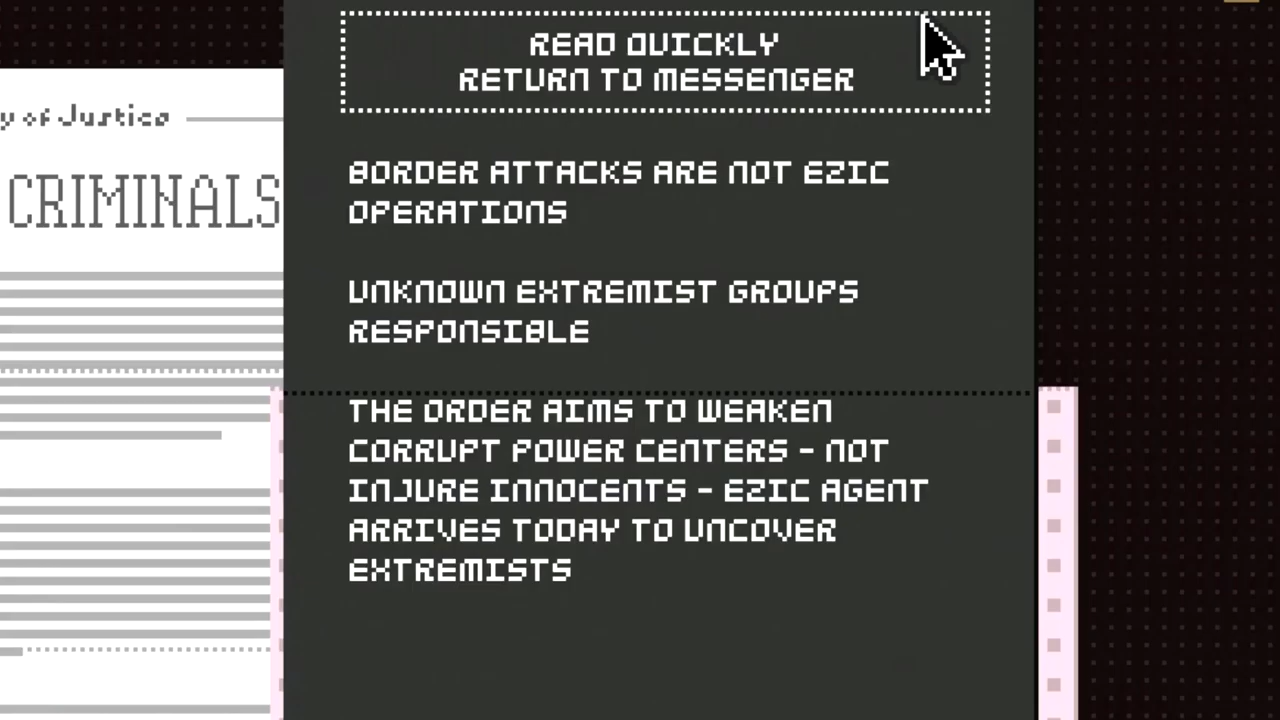 y of Justice
CRIMINALS
READ QUICKLY
RETURN TO MESSENGER
BORDER ATTACKS ARE NOT EZIC
OPERATIONS
UNKNOWN EXTREMIST GROUPS
RESPONSIBLE
THE ORDER AIMS TO WEAKEN
CORRUPT POWER CENTERS - NOT
INJURE INNOCENTS - EZIC AGENT
ARRIVES TODAY TO UNCOVER
EXTREMISTS